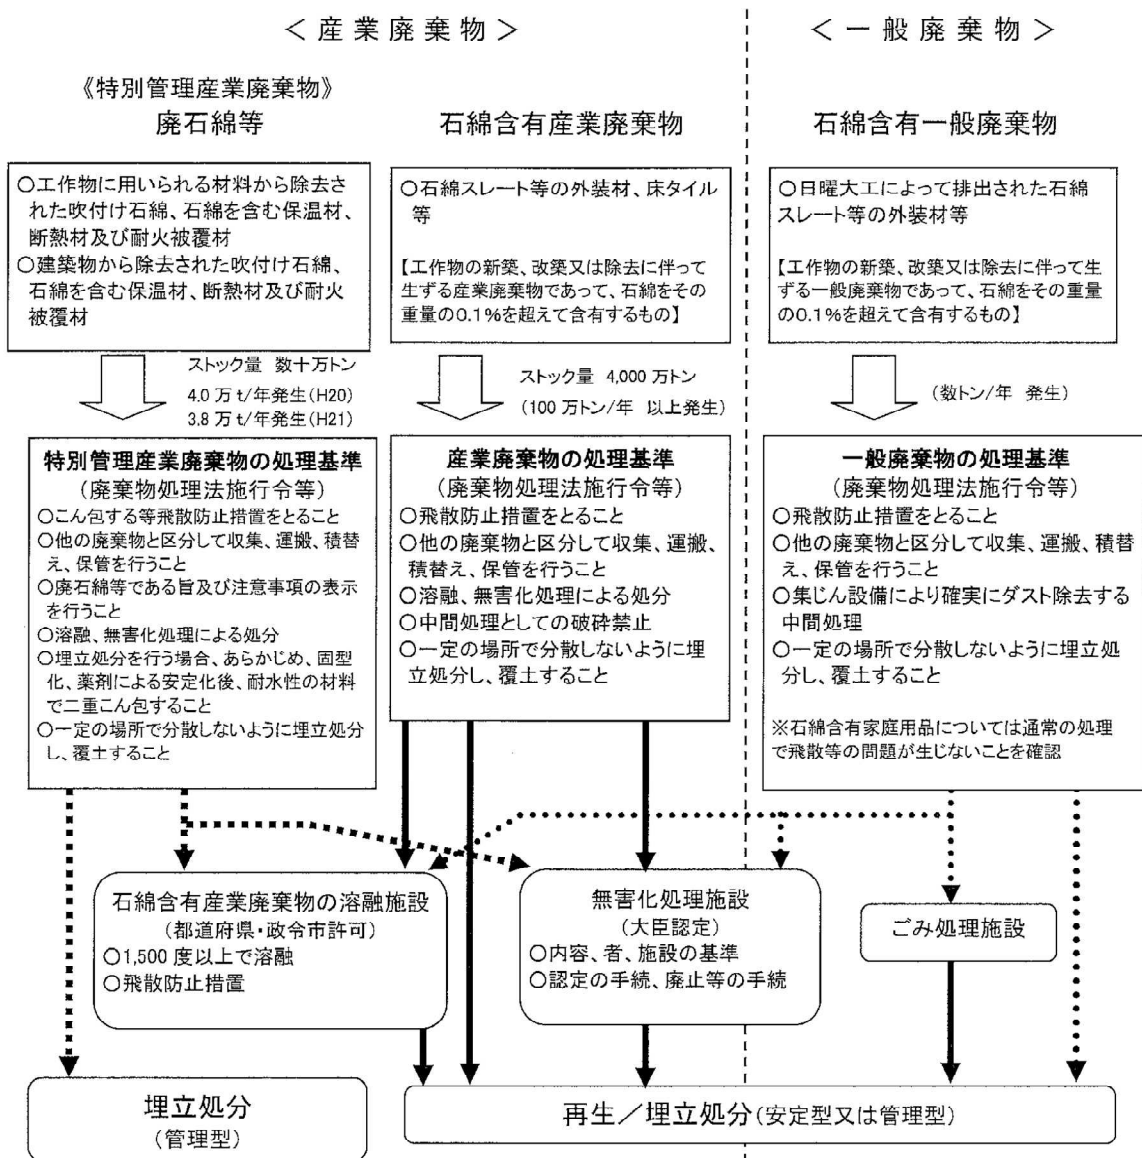 ＜産業廃棄物＞
＜一般廃棄物＞
《特別管理産業廃棄物》
廃石綿等
石綿含有産業廃棄物
石綿含有一般廃棄物
○工作物に用いられる材料から除去さ
れた吹付け石綿、石綿を含む保温材、
断熱材及び耐火被覆材
○建築物から除去された吹付け石綿、
石綿を含む保温材、断熱材及び耐火
被覆材
○石綿スレート等の外装材、床タイル
等
【工作物の新築、改築又は除去に伴って
生ずる産業廃棄物であって、石綿をその
重量の0.1％を超えて含有するもの】
○日曜大工によって排出された石綿
スレート等の外装材等
【工作物の新築、改築又は除去に伴って生
ずる一般廃棄物であって、石綿をその重量
の0.1％を超えて含有するもの】
ストック量　数十万トン
4.0 万 t/年発生(H20)
3.8 万 t/年発生(H21)
ストック量　4,000 万トン
(100 万トン/年　以上発生)
(数トン/年　発生)
特別管理産業廃棄物の処理基準
(廃棄物処理法施行令等)
○こん包する等飛散防止措置をとること
○他の廃棄物と区分して収集、運搬、積替
え、保管を行うこと
○廃石綿等である旨及び注意事項の表示
を行うこと
○溶融、無害化処理による処分
○埋立処分を行う場合、あらかじめ、固型
化、薬剤による安定化後、耐水性の材料
で二重こん包すること
○一定の場所で分散しないように埋立処分
し、覆土すること
産業廃棄物の処理基準
(廃棄物処理法施行令等)
○飛散防止措置をとること
○他の廃棄物と区分して収集、運搬、
積替え、保管を行うこと
○溶融、無害化処理による処分
○中間処理としての破砕禁止
○一定の場所で分散しないように埋
立処分し、覆土すること
一般廃棄物の処理基準
(廃棄物処理法施行令等)
○飛散防止措置をとること
○他の廃棄物と区分して収集、運搬、積替
え、保管を行うこと
○集じん設備により確実にダスト除去する
中間処理
○一定の場所で分散しないように埋立処
分し、覆土すること
※石綿含有家庭用品については通常の処理
で飛散等の問題が生じないことを確認
石綿含有産業廃棄物の溶融施設
(都道府県・政令市許可)
○1,500 度以上で溶融
○飛散防止措置
無害化処理施設
(大臣認定)
○内容、者、施設の基準
○認定の手続、廃止等の手続
ごみ処理施設
埋立処分
(管理型)
再生／埋立処分(安定型又は管理型)